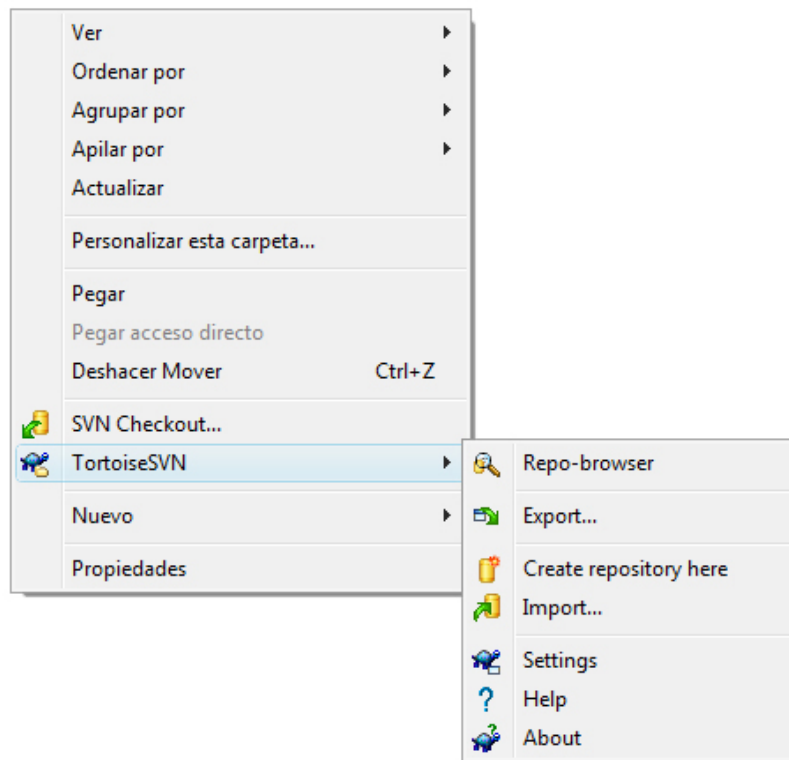 Ver
Ordenar por
Agrupar por
Apilar por
Actualizar
Personalizar esta carpeta...
Pegar
Pegar acceso directo
Deshacer Mover Ctrl+Z
SVN Checkout...
TortoiseSVN
Nuevo
Propiedades
Repo-browser
Export...
Create repository here
Import...
Settings
Help
About